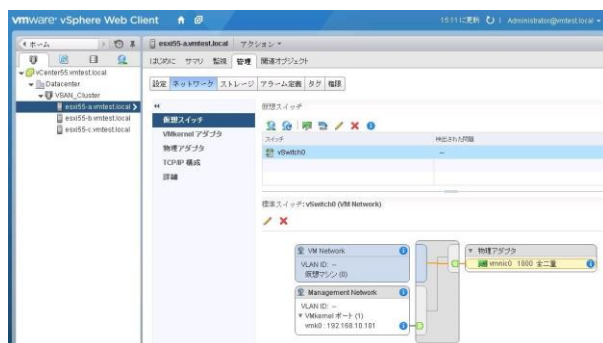 vmware® vSphere Web Client
15:11に更新 Administrator@vmtest.local
ホーム
vCenter55.vmtest.local
Datacenter
VSAN_Cluster
esxi55-a.vmtest.local
esxi55-b.vmtest.local
esxi55-c.vmtest.local
esxi55-a.vmtest.local アクション
はじめに サマリ 監視 管理 関連オブジェクト
設定 ネットワーク ストレージ アラーム定義 タグ 権限
仮想スイッチ
VMkernel アダプタ
物理アダプタ
TCP/IP 構成
詳細
仮想スイッチ
スイッチ 検出された問題
vSwitch0 --
標準スイッチ: vSwitch0 (VM Network)
VM Network
VLAN ID: --
仮想マシン (0)
Management Network
VLAN ID: --
VMkernel ポート (1)
vmk0 : 192.168.10.101
物理アダプタ
vmnic0 1000 全二重